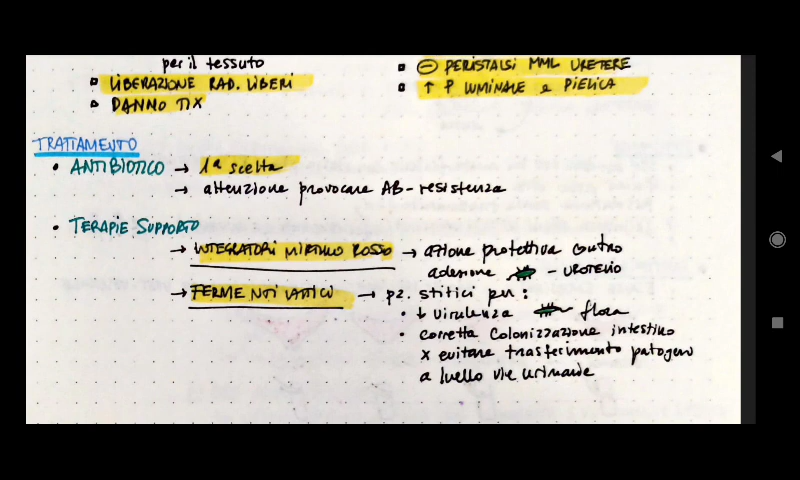 per il tessuto
LIBERAZIONE RAD. LIBERI
DANNO TIX
⊖ PERISTALSI MML URETERE
↑ P LUMINALE e PIELICA
TRATTAMENTO
• ANTIBIOTICO → 1ª scelta
→ attenzione provocare AB-resistenza
• TERAPIE SUPPORTO
→ INTEGRATORI MIRTILLO ROSSO → azione protettiva contro
adesione - UROTELIO
→ FERMENTI LATTICI → pz. stitici per:
• ↓ virulenza flora
• corretta colonizzazione intestino
x evitare trasferimento patogeno
a livello vie urinarie